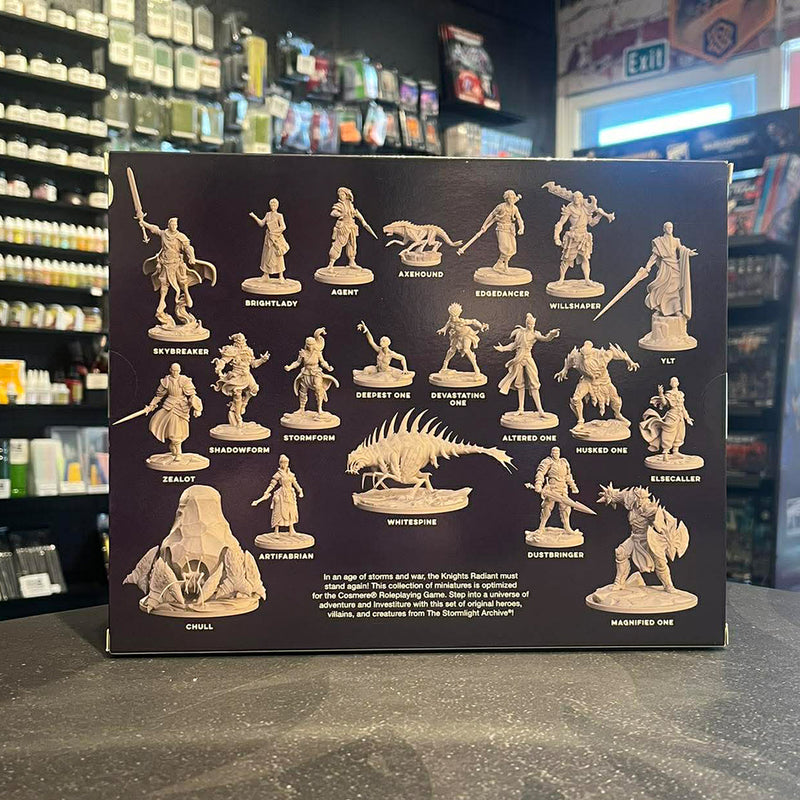 Exit
SKYBREAKER
BRIGHTLADY
AGENT
AXEHOUND
EDGEDANCER
WILLSHAPER
YLT
ZEALOT
SHADOWFORM
STORMFORM
DEEPEST ONE
DEVASTATING
ONE
ALTERED ONE
HUSKED ONE
ELSECALLER
WHITESPINE
ARTIFABRIAN
DUSTBRINGER
CHULL
MAGNIFIED ONE
In an age of storms and war, the Knights Radiant must
stand again! This collection of miniatures is optimized
for the Cosmere® Roleplaying Game. Step into a universe of
adventure and Investiture with this set of original heroes,
villains, and creatures from The Stormlight Archive®!